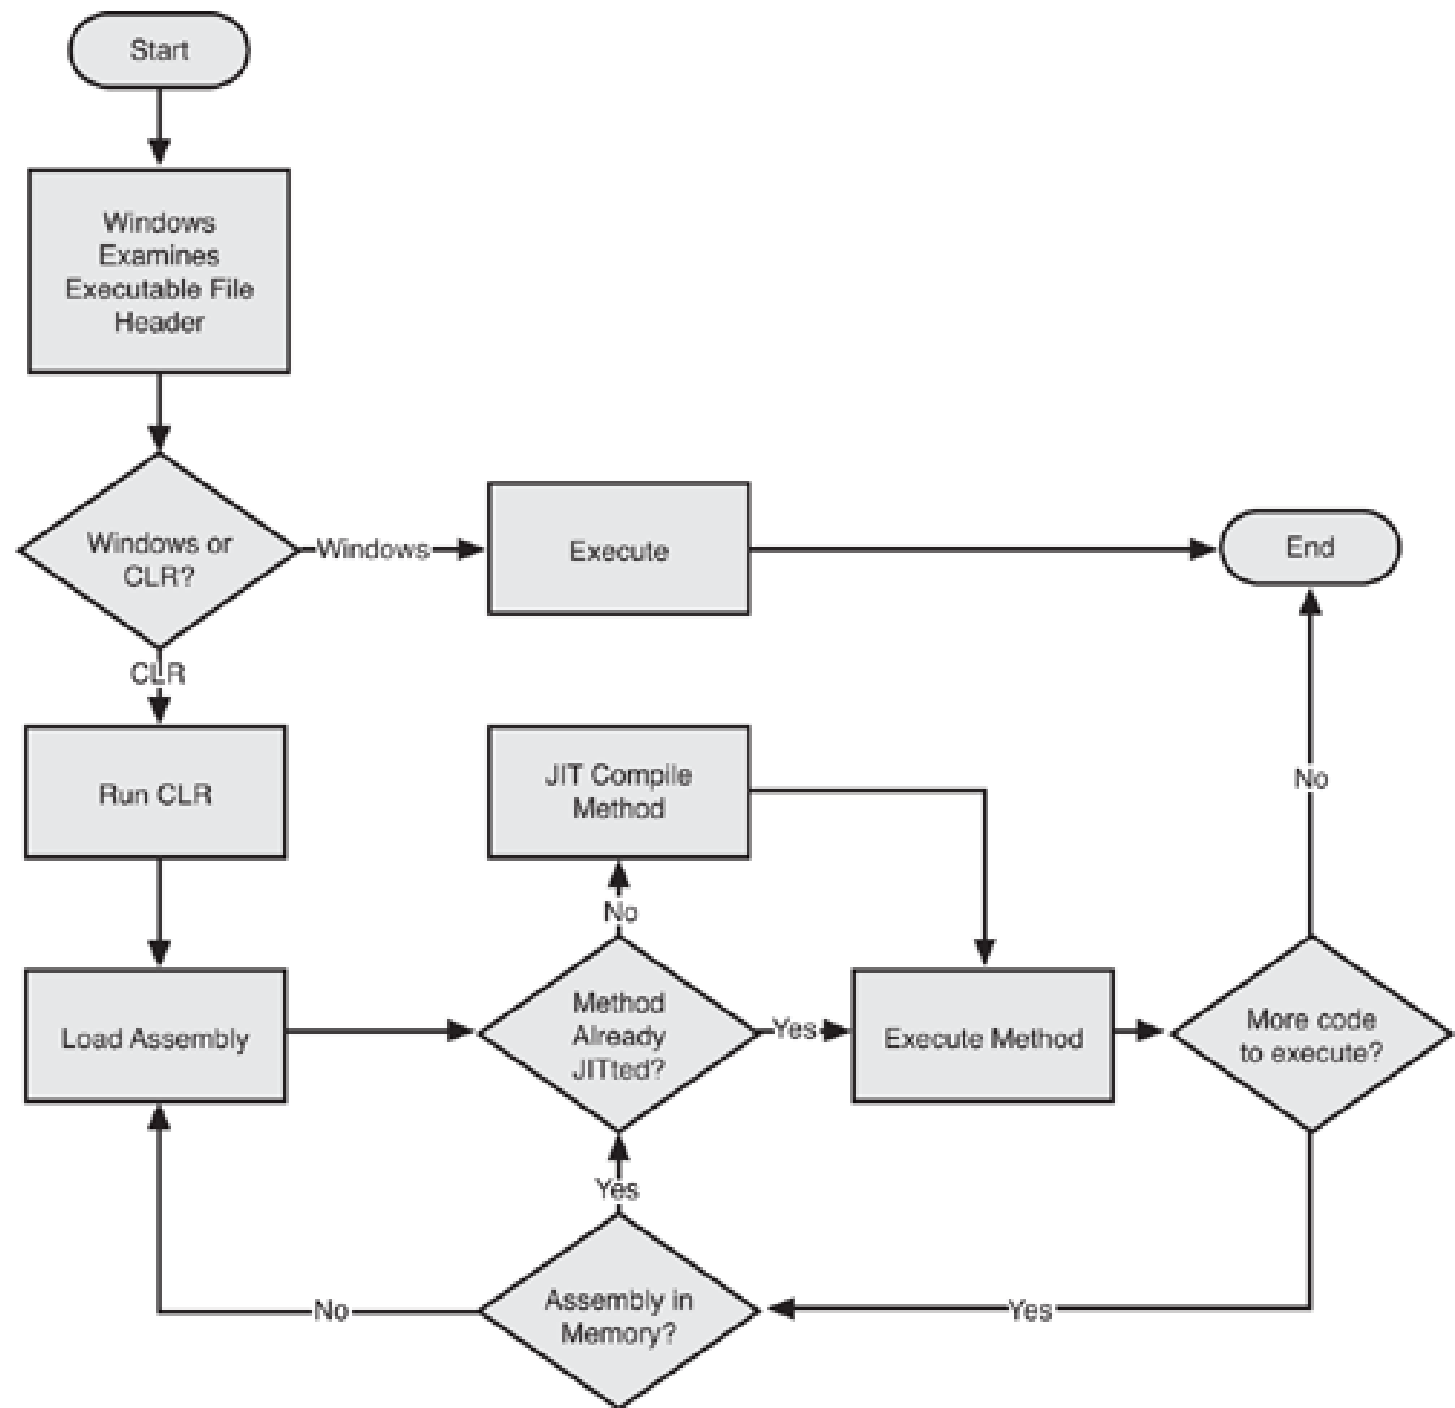 Start
Windows
Examines
Executable File
Header
Windows or
CLR?
Windows
Execute
End
CLR
Run CLR
JIT Compile
Method
No
No
Load Assembly
Method
Already
JITted?
Yes
Execute Method
More code
to execute?
Yes
Assembly in
Memory?
No
Yes